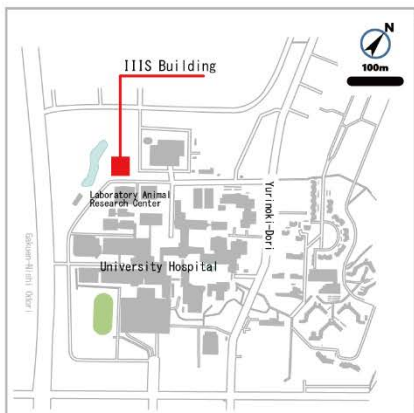 N
100m
IIIS Building
Laboratory Animal
Research Center
Yurinoki-Dori
University Hospital